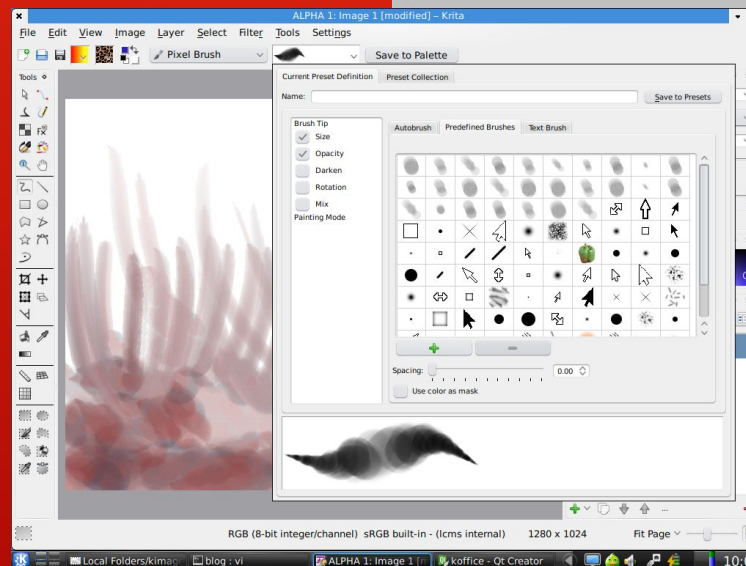 ALPHA 1: Image 1 [modified] – Krita
File Edit View Image Layer Select Filter Tools Settings
Pixel Brush
Save to Palette
Tools
Current Preset Definition Preset Collection
Name:
Save to Presets
Brush Tip
Size
Opacity
Darken
Rotation
Mix
Painting Mode
Autobrush Predefined Brushes Text Brush
Spacing: 0.00
Use color as mask
RGB (8-bit integer/channel) sRGB built-in - (lcms internal) 1280 x 1024 Fit Page
Local Folders/kimag blog : vi ALPHA 1: Image 1 [m koffice - Qt Creator